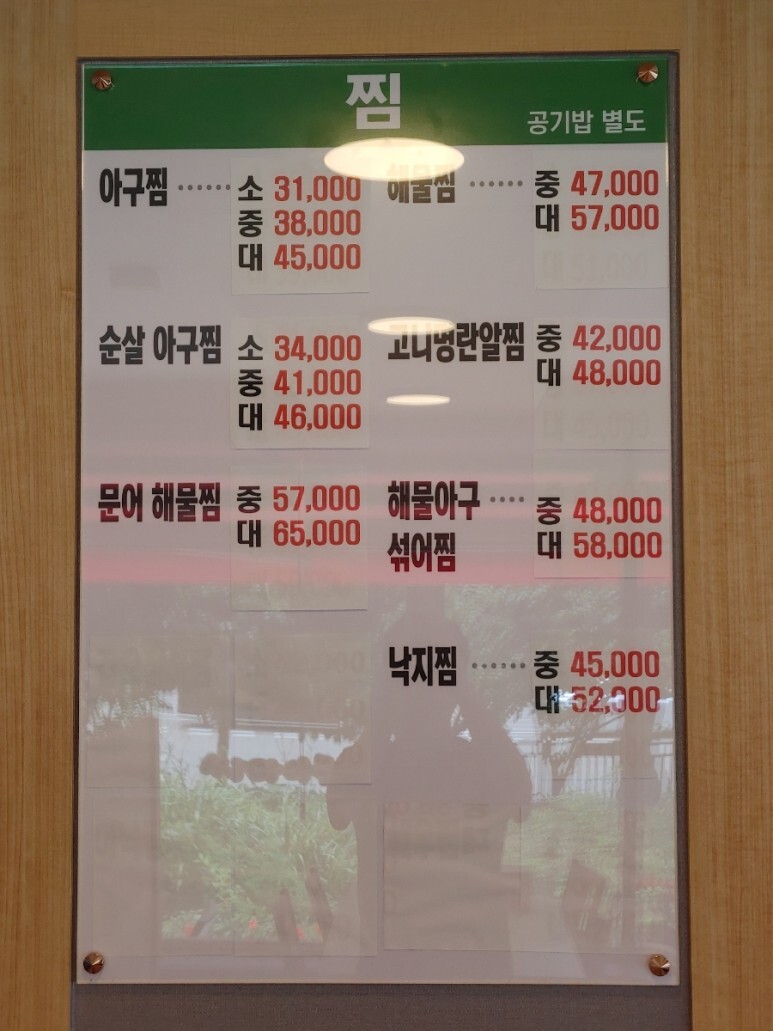 찜
공기밥 별도
아구찜 ······ 소 31,000
중 38,000
대 45,000
순살 아구찜 소 34,000
중 41,000
대 46,000
문어 해물찜 중 57,000
대 65,000
해물찜 ······ 중 47,000
대 57,000
고니명란알찜 중 42,000
대 48,000
해물아구 ···· 중 48,000
섞어찜 대 58,000
낙지찜 ······ 중 45,000
대 52,000